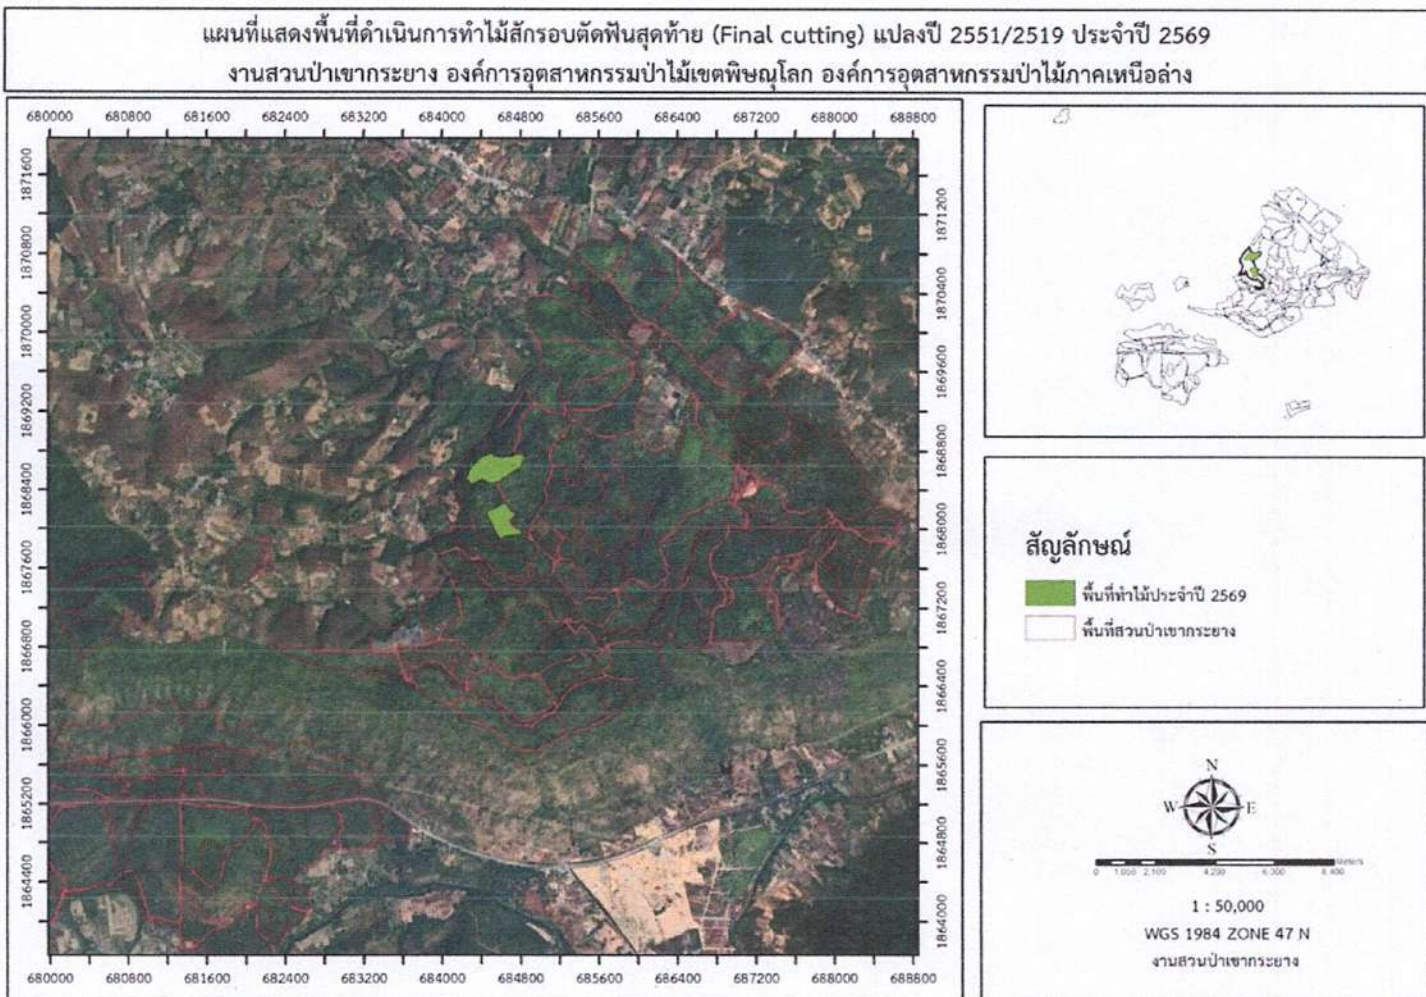 แผนที่แสดงพื้นที่ดำเนินการทำไม้สักรอบตัดฟันสุดท้าย (Final cutting) แปลงปี 2551/2519 ประจำปี 2569
งานสวนป่าเขากระยาง องค์การอุตสาหกรรมป่าไม้เขตพิษณุโลก องค์การอุตสาหกรรมป่าไม้ภาคเหนือล่าง
680000 680800 681600 682400 683200 684000 684800 685600 686400 687200 688000 688800
1871600
1870800
1870000
1869200
1868400
1867600
1866800
1866000
1865200
1864400
1871200
1870400
1869600
1868800
1868000
1867200
1866400
1865600
1864800
1864000
680000 680800 681600 682400 683200 684000 684800 685600 686400 687200 688000 688800
สัญลักษณ์
พื้นที่ทำไม้ประจำปี 2569
พื้นที่สวนป่าเขากระยาง
N
W E
S
Meters
0 1,050 2,100 4,200 6,300 8,400
1 : 50,000
WGS 1984 ZONE 47 N
งานสวนป่าเขากระยาง